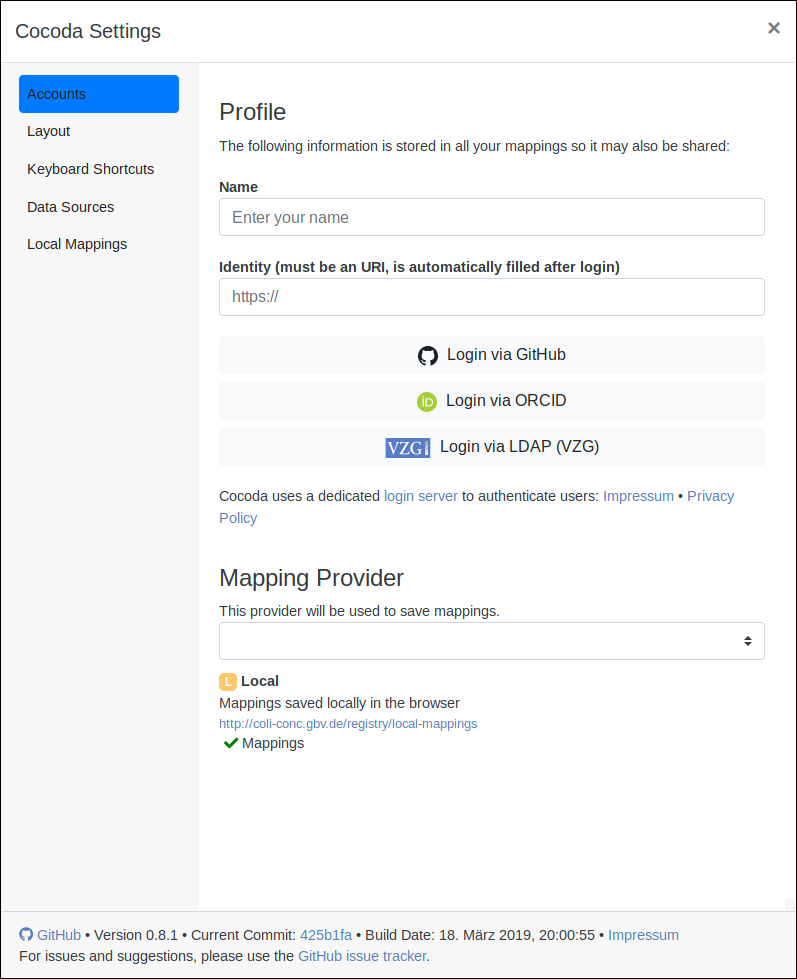 Cocoda Settings
×
Accounts
Layout
Keyboard Shortcuts
Data Sources
Local Mappings
Profile
The following information is stored in all your mappings so it may also be shared:
Name
Enter your name
Identity (must be an URI, is automatically filled after login)
https://
Login via GitHub
iD Login via ORCID
VZG Login via LDAP (VZG)
Cocoda uses a dedicated login server to authenticate users: Impressum • Privacy
Policy
Mapping Provider
This provider will be used to save mappings.
L Local
Mappings saved locally in the browser
http://coli-conc.gbv.de/registry/local-mappings
✔ Mappings
GitHub • Version 0.8.1 • Current Commit: 425b1fa • Build Date: 18. März 2019, 20:00:55 • Impressum
For issues and suggestions, please use the GitHub issue tracker.